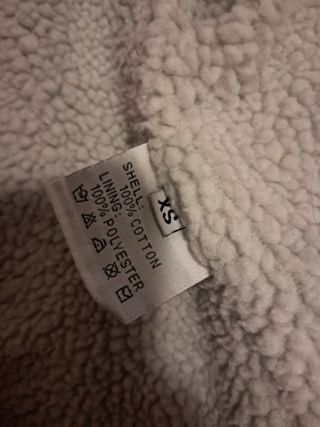 XS
SHELL:
100% COTTON
LINING:
100% POLYESTER